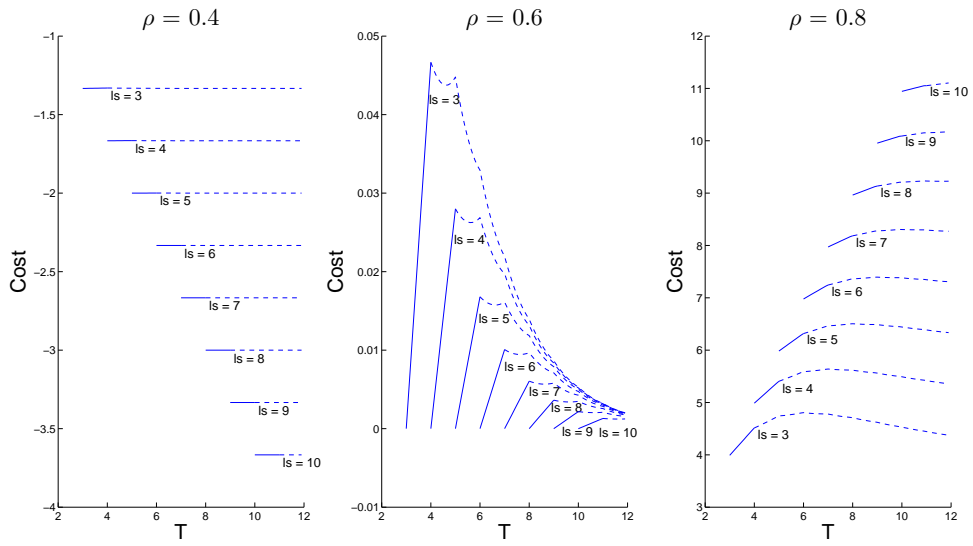 ρ = 0.4
−1
−1.5
−2
−2.5
−3
−3.5
−4
Cost
ls = 3
ls = 4
ls = 5
ls = 6
ls = 7
ls = 8
ls = 9
ls = 10
2 4 6 8 10 12
T
ρ = 0.6
0.05
0.04
0.03
0.02
0.01
0
−0.01
Cost
ls = 3
ls = 4
ls = 5
ls = 6
ls = 7
ls = 8
ls = 9
ls = 10
2 4 6 8 10 12
T
ρ = 0.8
12
11
10
9
8
7
6
5
4
3
Cost
ls = 10
ls = 9
ls = 8
ls = 7
ls = 6
ls = 5
ls = 4
ls = 3
2 4 6 8 10 12
T